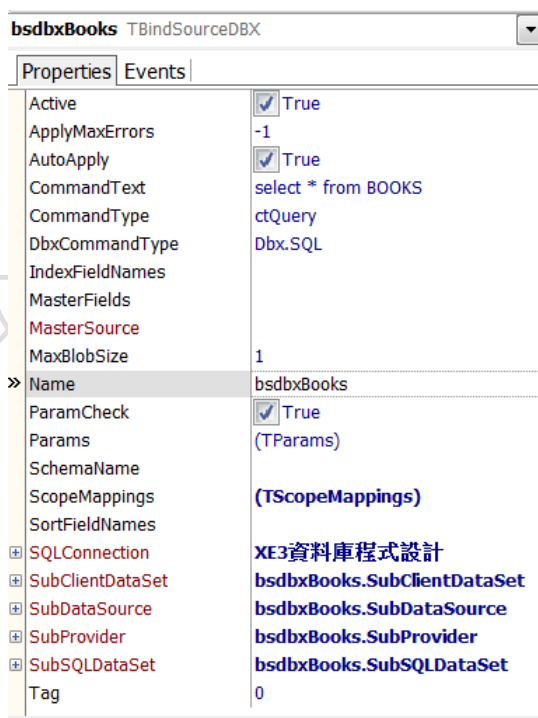 bsdbxBooks TBindSourceDBX
Properties Events
Active True
ApplyMaxErrors -1
AutoApply True
CommandText select * from BOOKS
CommandType ctQuery
DbxCommandType Dbx.SQL
IndexFieldNames
MasterFields
MasterSource
MaxBlobSize 1
» Name bsdbxBooks
ParamCheck True
Params (TParams)
SchemaName
ScopeMappings (TScopeMappings)
SortFieldNames
SQLConnection XE3資料庫程式設計
SubClientDataSet bsdbxBooks.SubClientDataSet
SubDataSource bsdbxBooks.SubDataSource
SubProvider bsdbxBooks.SubProvider
SubSQLDataSet bsdbxBooks.SubSQLDataSet
Tag 0